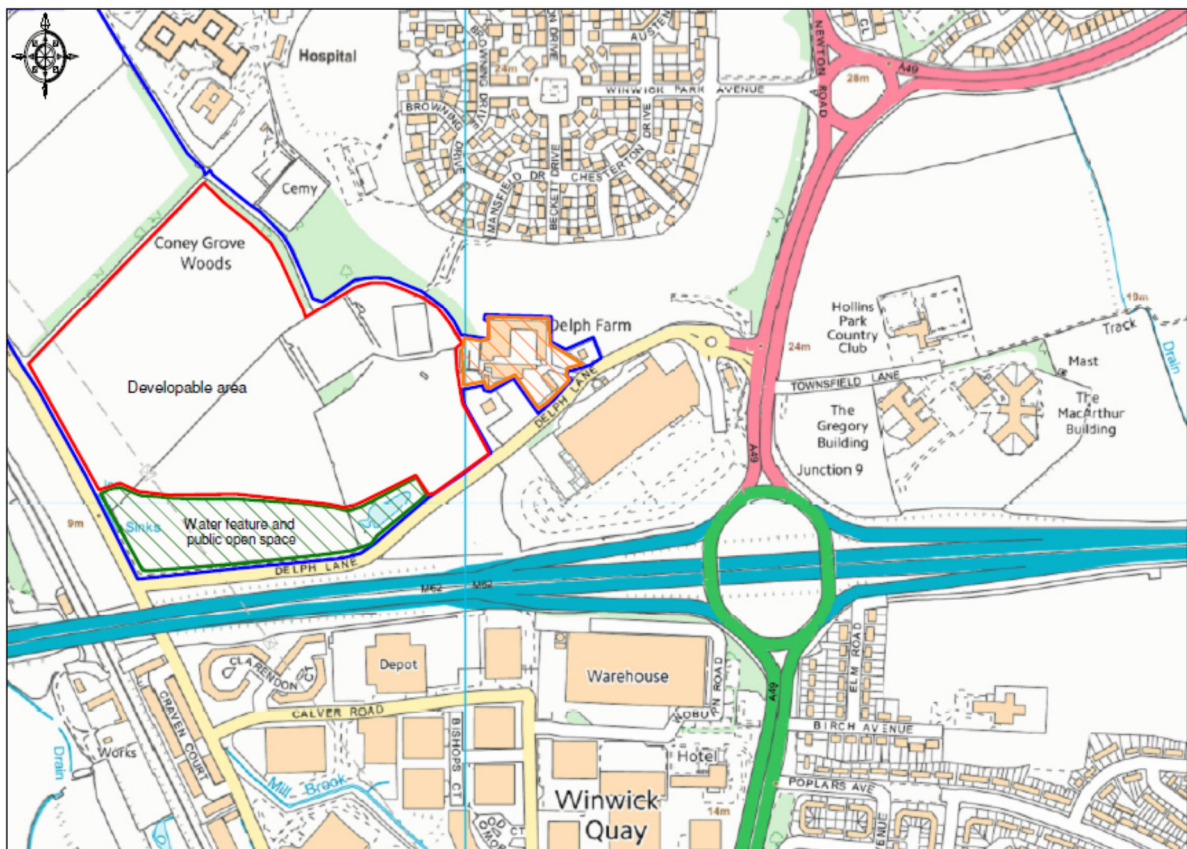 Hospital
BROWNING DRIVE
24m
AUSTEN
NEWTON ROAD
CL
A49
28m
WINWICK PARK AVENUE
BROWNING
DRIVE
DRIVE
MANSFIELD
DR
CHESTERTON
BECKETT DRIVE
Cemy
Coney Grove
Woods
Delph Farm
Hollins
Park
Country
Club
10m
Track
Drain
24m
Mast
TOWNSFIELD LANE
The
MacArthur
Building
The
Gregory
Building
Junction 9
A49
Developable area
DELPH LANE
9m
Sinks
Water feature and
public open space
DELPH LANE
M62
M62
CLARENDON CT
Depot
Warehouse
ELM ROAD
A49
CALVER ROAD
CRAVEN COURT
BISHOPS CT
BIRCH AVENUE
Works
Drain
Mill Brook
Hotel
POPLARS AVE
Winwick
Quay
14m
AVENUE
CT